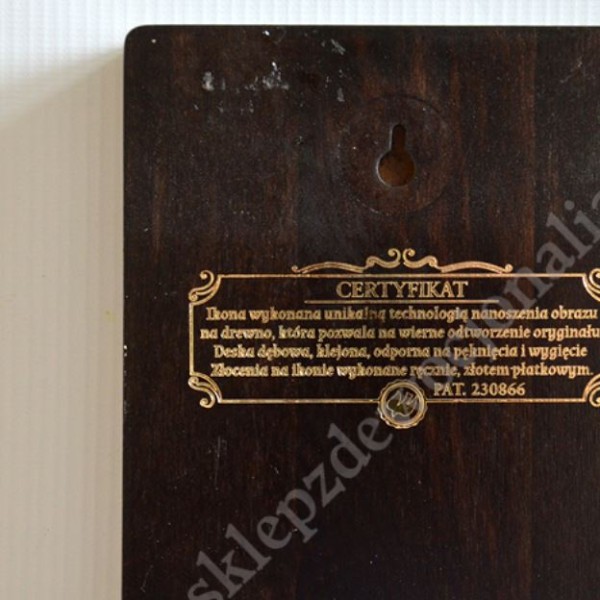 CERTYFIKAT
Ikona wykonana unikalną technologią nanoszenia obrazu
na drewno, która pozwala na wierne odtworzenie oryginału
Deska dębowa, klejona, odporna na pęknięcia i wygięcie
Złocenia na ikonie wykonane ręcznie, złotem płatkowym.
PAT. 230866